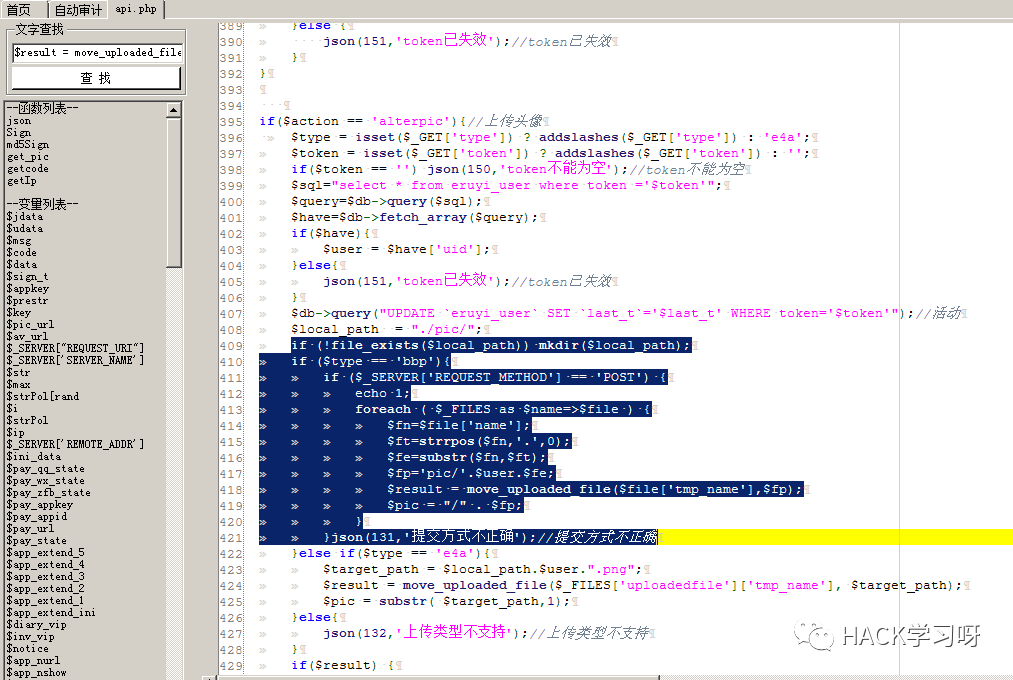 首页 自动审计 api.php
文字查找
$result = move_uploaded_file
查 找
--函数列表--
json
Sign
md5Sign
get_pic
getcode
getIp
--变量列表--
$jdata
$udata
$msg
$code
$data
$sign_t
$appkey
$prestr
$key
$pic_url
$av_url
$_SERVER["REQUEST_URI"]
$_SERVER['SERVER_NAME']
$str
$max
$strPol[rand
$i
$strPol
$ip
$_SERVER['REMOTE_ADDR']
$ini_data
$pay_qq_state
$pay_wx_state
$pay_zfb_state
$pay_appkey
$pay_appid
$pay_url
$pay_state
$app_extend_5
$app_extend_4
$app_extend_3
$app_extend_2
$app_extend_1
$app_extend_ini
$diary_vip
$inv_vip
$notice
$app_nurl
$app_nshow
389 }else {
390 json(151,'token已失效');//token已失效
391 }
392 }
393
394
395 if($action == 'alterpic'){//上传头像
396 $type = isset($_GET['type']) ? addslashes($_GET['type']) : 'e4a';
397 $token = isset($_GET['token']) ? addslashes($_GET['token']) : '';
398 if($token == '') json(150,'token不能为空');//token不能为空
399 $sql="select * from eruyi_user where token ='$token'";
400 $query=$db->query($sql);
401 $have=$db->fetch_array($query);
402 if($have){
403 $user = $have['uid'];
404 }else{
405 json(151,'token已失效');//token已失效
406 }
407 $db->query("UPDATE `eruyi_user` SET `last_t`='$last_t' WHERE token='$token'");//活动
408 $local_path  = "./pic/";
409 if (!file_exists($local_path)) mkdir($local_path);
410 if ($type == 'bbp'){
411 if ($_SERVER['REQUEST_METHOD'] == 'POST') {
412 echo 1;
413 foreach ( $_FILES as $name=>$file ) {
414 $fn=$file['name'];
415 $ft=strrpos($fn,'.',0);
416 $fe=substr($fn,$ft);
417 $fp='pic/'.$user.$fe;
418 $result = move_uploaded_file($file['tmp_name'],$fp);
419 $pic = "/" . $fp;
420 }
421 }json(131,'提交方式不正确');//提交方式不正确
422 }else if($type == 'e4a'){
423 $target_path = $local_path.$user.".png";
424 $result = move_uploaded_file($_FILES['uploadedfile']['tmp_name'], $target_path);
425 $pic = substr( $target_path,1);
426 }else{
427 json(132,'上传类型不支持');//上传类型不支持
428 }
429 if($result) {
HACK学习呀